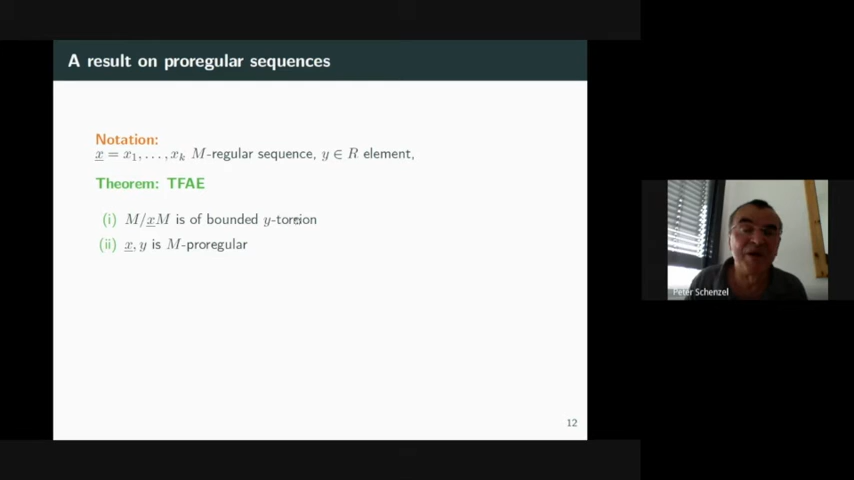 A result on proregular sequences
Notation:
x = x₁, . . . , xₖ M-regular sequence, y ∈ R element,
Theorem: TFAE
(i) M/xM is of bounded y-torsion
(ii) x, y is M-proregular
12
Peter Schenzel